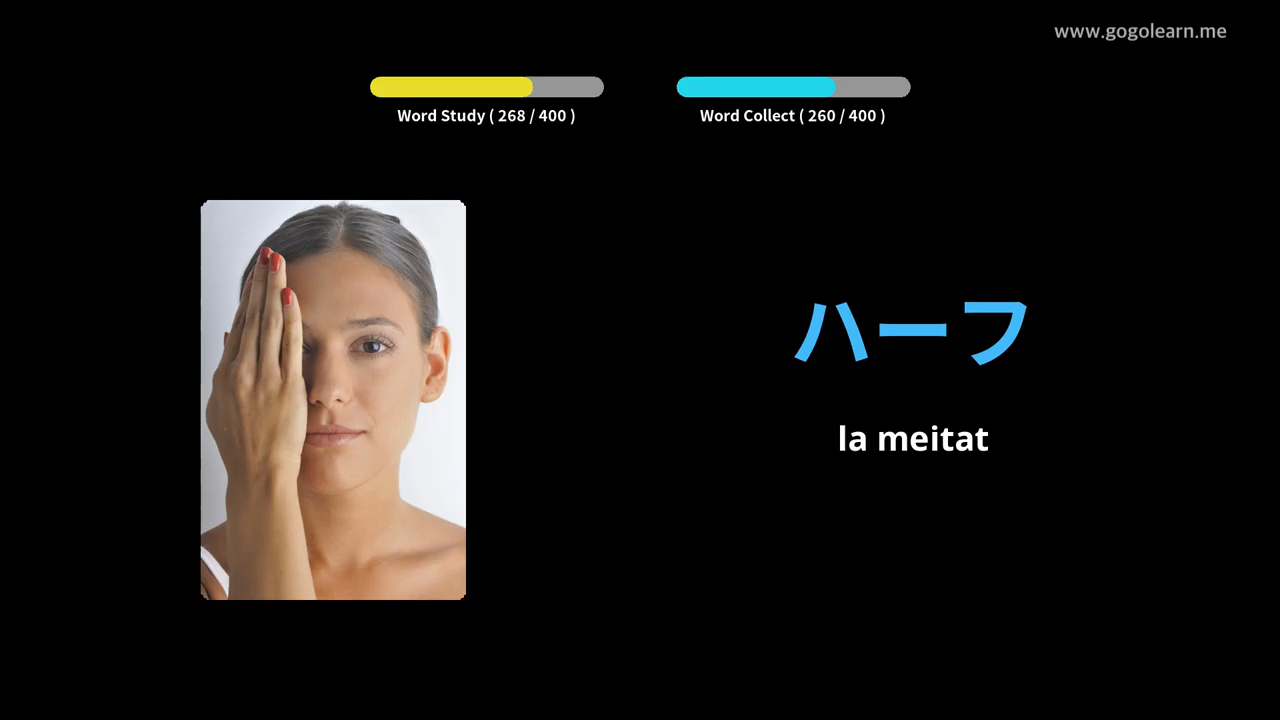 www.gogolearn.me
Word Study ( 268 / 400 )
Word Collect ( 260 / 400 )
ハーフ
la meitat